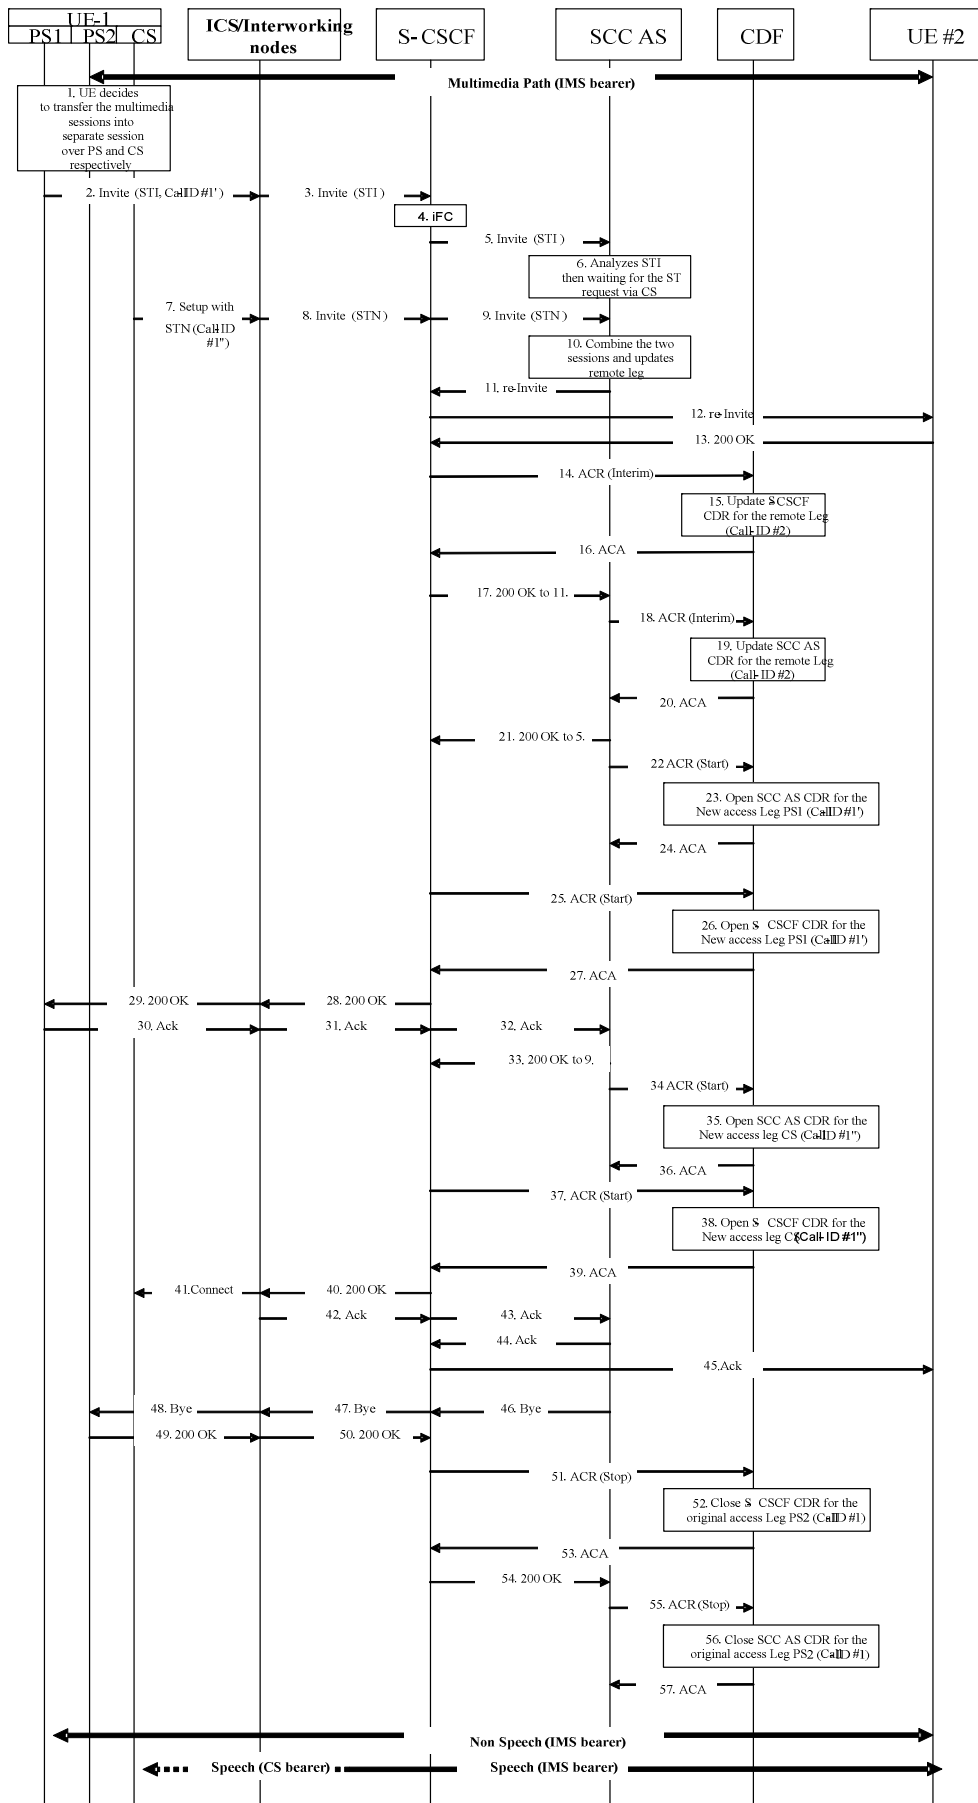 UE-1
PS1 PS2 CS
ICS/Interworking
nodes
S-CSCF
SCC AS
CDF
UE #2
Multimedia Path (IMS bearer)
1. UE decides
to transfer the multimedia
sessions into
separate session
over PS and CS
respectively
2. Invite (STI, Call-ID #1')
3. Invite (STI)
4. iFC
5. Invite (STI)
6. Analyzes STI
then waiting for the ST
request via CS
7. Setup with
STN (Call-ID
#1")
8. Invite (STN)
9. Invite (STN)
10. Combine the two
sessions and updates
remote leg
11. re-Invite
12. re-Invite
13. 200 OK
14. ACR (Interim)
15. Update S-CSCF
CDR for the remote Leg
(Call-ID #2)
16. ACA
17. 200 OK to 11.
18. ACR (Interim)
19. Update SCC AS
CDR for the remote Leg
(Call-ID #2)
20. ACA
21. 200 OK to 5.
22 ACR (Start)
23. Open SCC AS CDR for the
New access Leg PS1 (Call-ID #1')
24. ACA
25. ACR (Start)
26. Open S-CSCF CDR for the
New access Leg PS1 (Call-ID #1')
27. ACA
29. 200 OK
28. 200 OK
30. Ack
31. Ack
32. Ack
33. 200 OK to 9.
34 ACR (Start)
35. Open SCC AS CDR for the
New access leg CS (Call-ID #1")
36. ACA
37. ACR (Start)
38. Open S-CSCF CDR for the
New access leg CS (Call-ID #1")
39. ACA
41.Connect
40. 200 OK
42. Ack
43. Ack
44. Ack
45.Ack
48. Bye
47. Bye
46. Bye
49. 200 OK
50. 200 OK
51. ACR (Stop)
52. Close S-CSCF CDR for the
original access Leg PS2 (Call-ID #1)
53. ACA
54. 200 OK
55. ACR (Stop)
56. Close SCC AS CDR for the
original access Leg PS2 (Call-ID #1)
57. ACA
Non Speech (IMS bearer)
Speech (CS bearer)
Speech (IMS bearer)